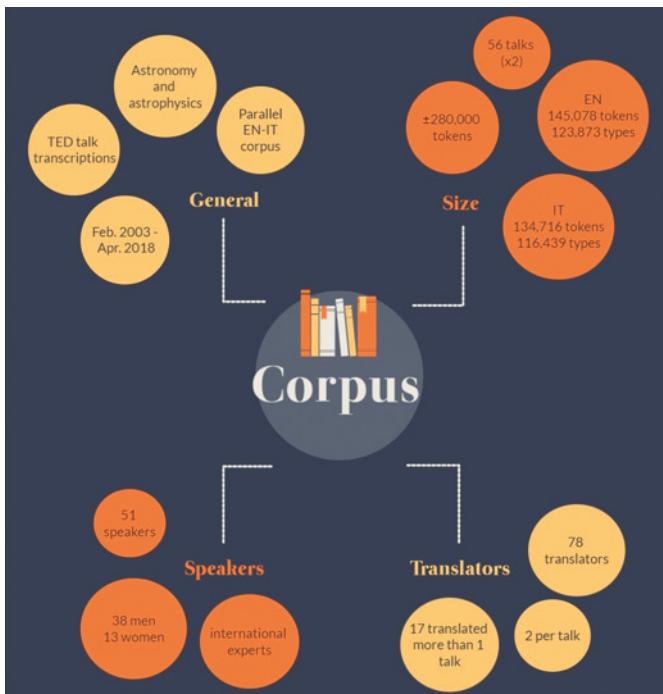 Astronomy
and
astrophysics
Parallel
EN-IT
corpus
TED talk
transcriptions
Feb. 2003 -
Apr. 2018
General
56 talks
(x2)
±280,000
tokens
EN
145,078 tokens
123,873 types
IT
134,716 tokens
116,439 types
Size
Corpus
51
speakers
Speakers
38 men
13 women
international
experts
Translators
78
translators
17 translated
more than 1
talk
2 per talk